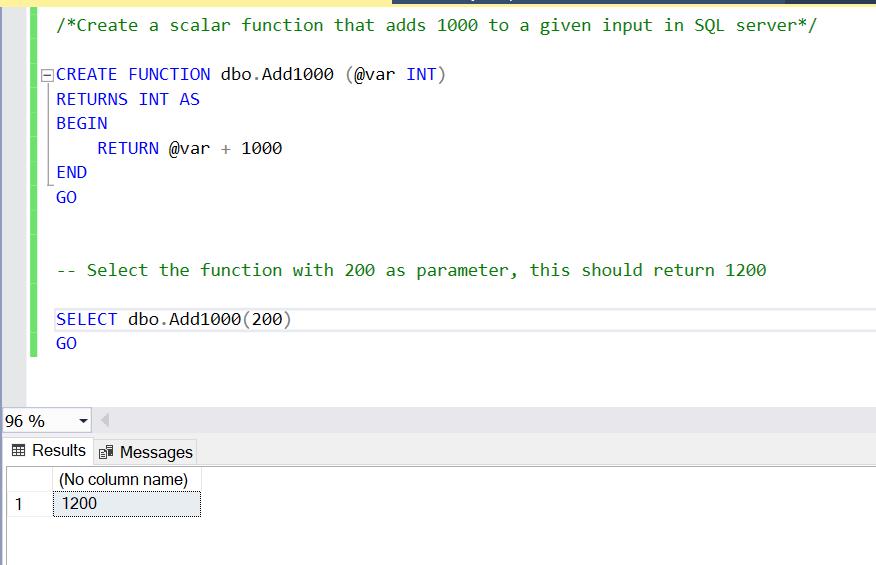 /*Create a scalar function that adds 1000 to a given input in SQL server*/
CREATE FUNCTION dbo.Add1000 (@var INT)
RETURNS INT AS
BEGIN
RETURN @var + 1000
END
GO
-- Select the function with 200 as parameter, this should return 1200
SELECT dbo.Add1000(200)
GO
96 %
Results Messages
(No column name)
1 1200